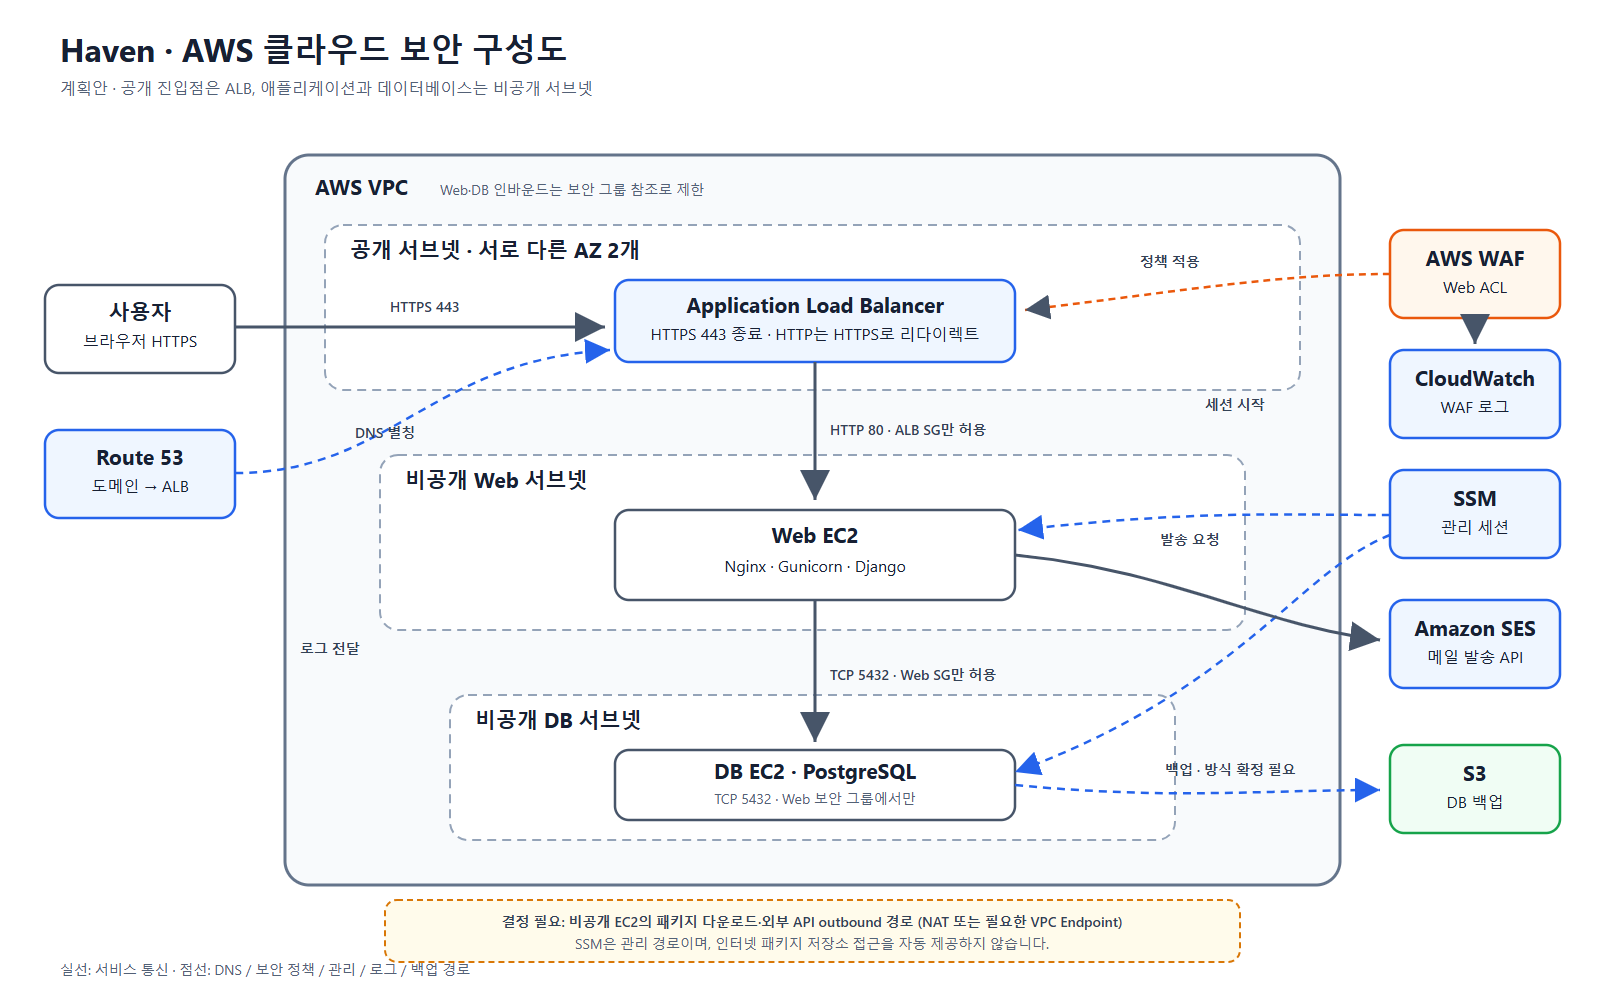 Haven · AWS 클라우드 보안 구성도
계획안 · 공개 진입점은 ALB, 애플리케이션과 데이터베이스는 비공개 서브넷
AWS VPC
Web·DB 인바운드는 보안 그룹 참조로 제한
공개 서브넷 · 서로 다른 AZ 2개
정책 적용
AWS WAF
Web ACL
사용자
브라우저 HTTPS
HTTPS 443
Application Load Balancer
HTTPS 443 종료 · HTTP는 HTTPS로 리다이렉트
CloudWatch
WAF 로그
세션 시작
DNS 별칭
HTTP 80 · ALB SG만 허용
Route 53
도메인 → ALB
비공개 Web 서브넷
SSM
관리 세션
Web EC2
Nginx · Gunicorn · Django
발송 요청
Amazon SES
메일 발송 API
로그 전달
TCP 5432 · Web SG만 허용
비공개 DB 서브넷
DB EC2 · PostgreSQL
TCP 5432 · Web 보안 그룹에서만
백업 · 방식 확정 필요
S3
DB 백업
결정 필요: 비공개 EC2의 패키지 다운로드·외부 API outbound 경로 (NAT 또는 필요한 VPC Endpoint)
SSM은 관리 경로이며, 인터넷 패키지 저장소 접근을 자동 제공하지 않습니다.
실선: 서비스 통신 · 점선: DNS / 보안 정책 / 관리 / 로그 / 백업 경로